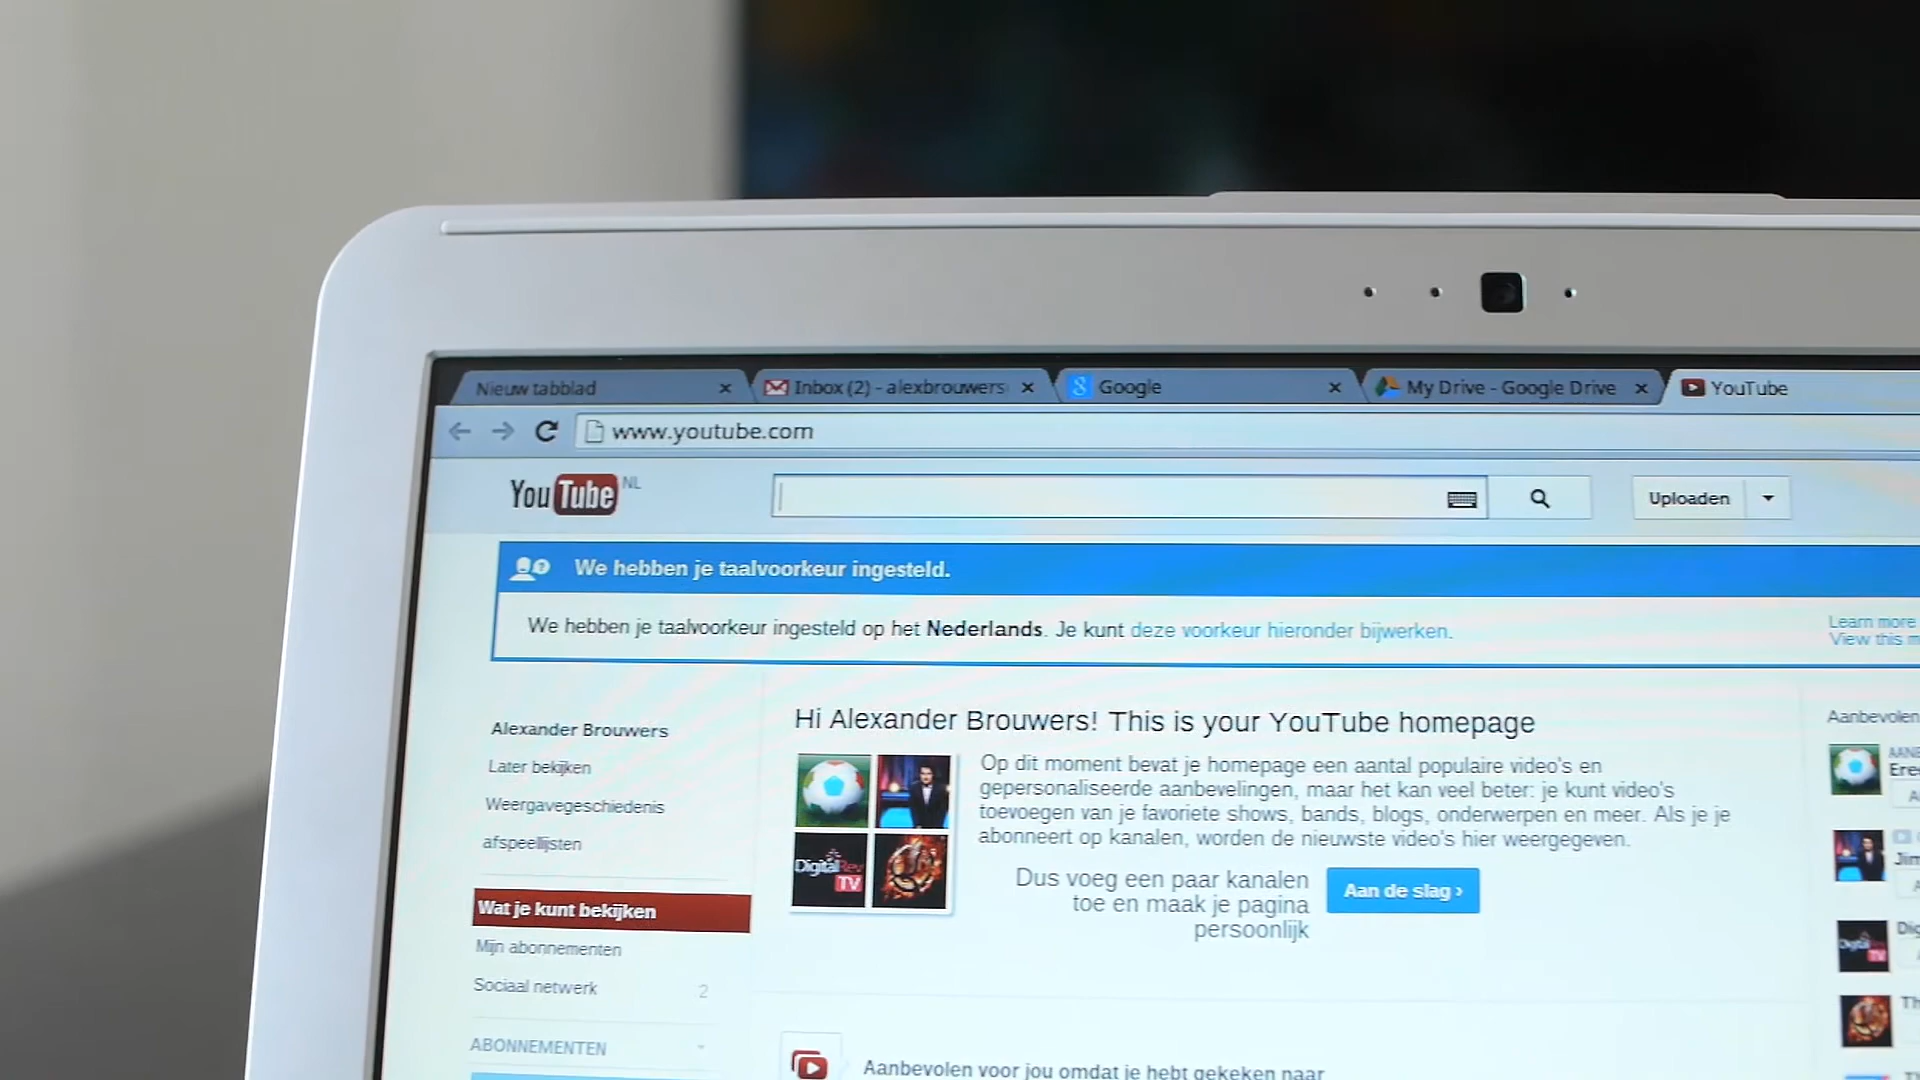 Nieuw tabblad
Inbox (2) - alexbrouwers
Google
My Drive - Google Drive
YouTube
www.youtube.com
YouTube NL
Uploaden
We hebben je taalvoorkeur ingesteld.
We hebben je taalvoorkeur ingesteld op het Nederlands. Je kunt deze voorkeur hieronder bijwerken.
Learn more
View this
Alexander Brouwers
Later bekijken
Weergavegeschiedenis
afspeellijsten
Wat je kunt bekijken
Mijn abonnementen
Sociaal netwerk 2
ABONNEMENTEN
Hi Alexander Brouwers! This is your YouTube homepage
Op dit moment bevat je homepage een aantal populaire video's en
gepersonaliseerde aanbevelingen, maar het kan veel beter: je kunt video's
toevoegen van je favoriete shows, bands, blogs, onderwerpen en meer. Als je je
abonneert op kanalen, worden de nieuwste video's hier weergegeven.
DigitalRev
TV
Dus voeg een paar kanalen
toe en maak je pagina
persoonlijk
Aan de slag ›
Aanbevolen voor jou omdat je hebt gekeken naar
Aanbevolen